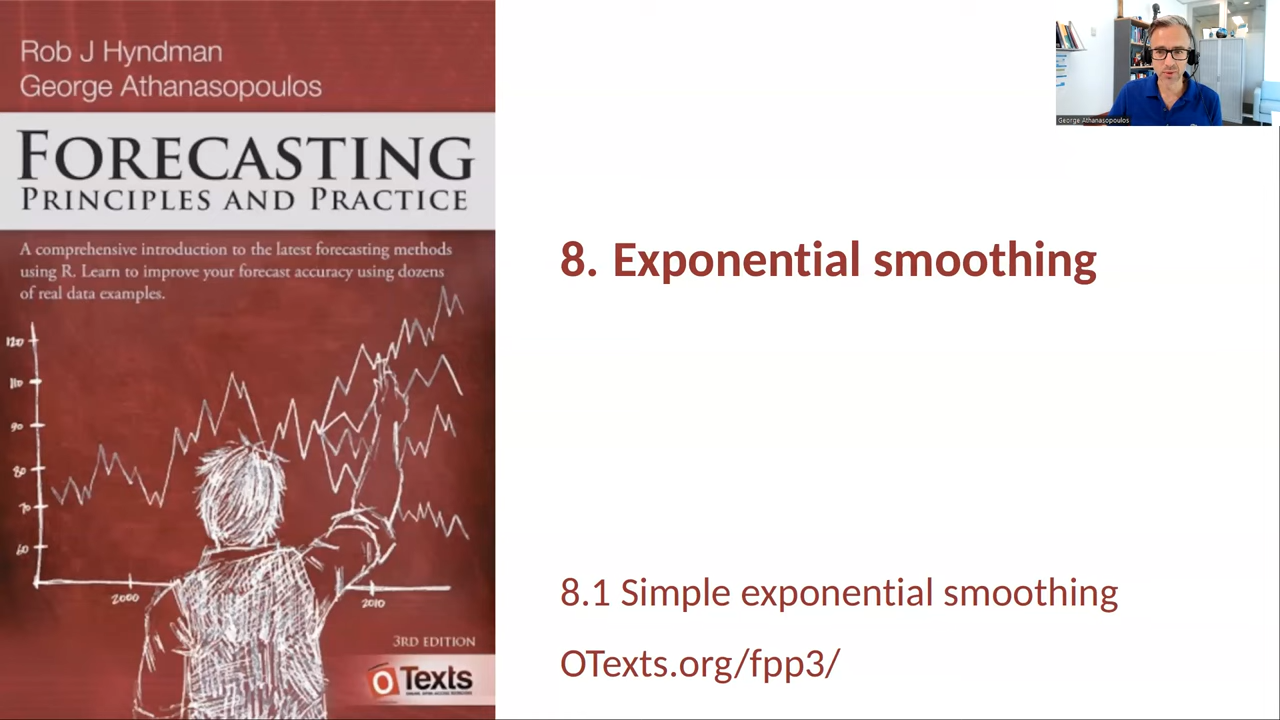 Rob J Hyndman
George Athanasopoulos
FORECASTING
PRINCIPLES AND PRACTICE
A comprehensive introduction to the latest forecasting methods
using R. Learn to improve your forecast accuracy using dozens
of real data examples.
120
110
90
80
70
60
2000
2010
3RD EDITION
OTexts
George Athanasopoulos
8. Exponential smoothing
8.1 Simple exponential smoothing
OTexts.org/fpp3/